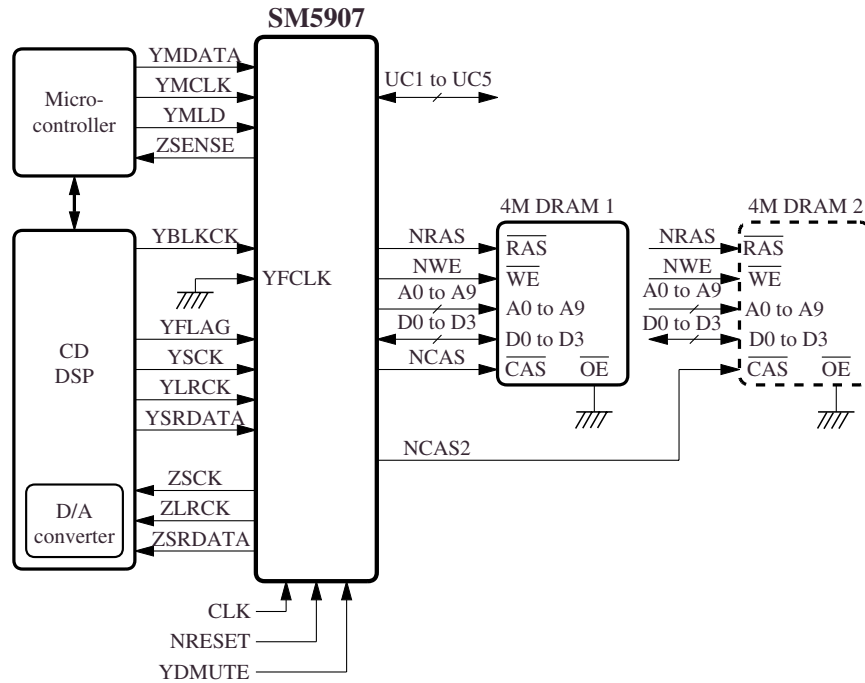 SM5907
Micro-
controller
YMDATA
YMCLK
YMLD
ZSENSE
UC1 to UC5
CD
DSP
YBLKCK
YFCLK
YFLAG
YSCK
YLRCK
YSRDATA
D/A
converter
ZSCK
ZLRCK
ZSRDATA
CLK
NRESET
YDMUTE
NRAS
NWE
A0 to A9
D0 to D3
NCAS
NCAS2
4M DRAM 1
RAS
WE
A0 to A9
D0 to D3
CAS OE
4M DRAM 2
NRAS
NWE
A0 to A9
D0 to D3
RAS
WE
A0 to A9
D0 to D3
CAS OE